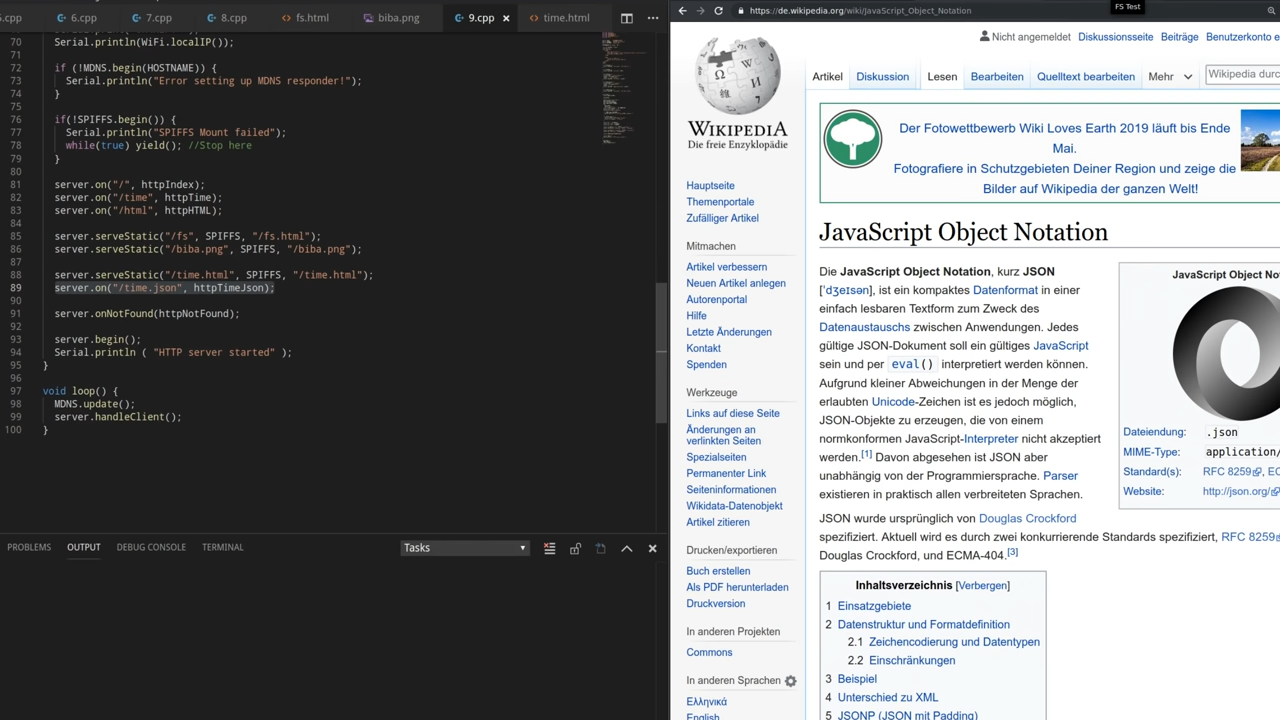 5.cpp
6.cpp
7.cpp
8.cpp
fs.html
biba.png
9.cpp
time.html
70 Serial.println(WiFi.localIP());
71
72 if (!MDNS.begin(HOSTNAME)) {
73 Serial.println("Error setting up MDNS responder!");
74 }
75
76 if(!SPIFFS.begin()) {
77 Serial.println("SPIFFS Mount failed");
78 while(true) yield(); //Stop here
79 }
80
81 server.on("/", httpIndex);
82 server.on("/time", httpTime);
83 server.on("/html", httpHTML);
84
85 server.serveStatic("/fs", SPIFFS, "/fs.html");
86 server.serveStatic("/biba.png", SPIFFS, "/biba.png");
87
88 server.serveStatic("/time.html", SPIFFS, "/time.html");
89 server.on("/time.json", httpTimeJson);
90
91 server.onNotFound(httpNotFound);
92
93 server.begin();
94 Serial.println ( "HTTP server started" );
95 }
96
97 void loop() {
98 MDNS.update();
99 server.handleClient();
100 }
PROBLEMS OUTPUT DEBUG CONSOLE TERMINAL
Tasks
FS Test
https://de.wikipedia.org/wiki/JavaScript_Object_Notation
Nicht angemeldet Diskussionsseite Beiträge Benutzerkonto e
Artikel Diskussion Lesen Bearbeiten Quelltext bearbeiten Mehr
Wikipedia durc
WIKIPEDIA
Die freie Enzyklopädie
Hauptseite
Themenportale
Zufälliger Artikel
Mitmachen
Artikel verbessern
Neuen Artikel anlegen
Autorenportal
Hilfe
Letzte Änderungen
Kontakt
Spenden
Werkzeuge
Links auf diese Seite
Änderungen an
verlinkten Seiten
Spezialseiten
Permanenter Link
Seiteninformationen
Wikidata-Datenobjekt
Artikel zitieren
Drucken/exportieren
Buch erstellen
Als PDF herunterladen
Druckversion
In anderen Projekten
Commons
In anderen Sprachen
Ελληνικά
English
Der Fotowettbewerb Wiki Loves Earth 2019 läuft bis Ende
Mai.
Fotografiere in Schutzgebieten Deiner Region und zeige die
Bilder auf Wikipedia der ganzen Welt!
JavaScript Object Notation
Die JavaScript Object Notation, kurz JSON
[ˈdʒeɪsən], ist ein kompaktes Datenformat in einer
einfach lesbaren Textform zum Zweck des
Datenaustauschs zwischen Anwendungen. Jedes
gültige JSON-Dokument soll ein gültiges JavaScript
sein und per eval() interpretiert werden können.
Aufgrund kleiner Abweichungen in der Menge der
erlaubten Unicode-Zeichen ist es jedoch möglich,
JSON-Objekte zu erzeugen, die von einem
normkonformen JavaScript-Interpreter nicht akzeptiert
werden.[1] Davon abgesehen ist JSON aber
unabhängig von der Programmiersprache. Parser
existieren in praktisch allen verbreiteten Sprachen.
JSON wurde ursprünglich von Douglas Crockford
spezifiziert. Aktuell wird es durch zwei konkurrierende Standards spezifiziert, RFC 8259
Douglas Crockford, und ECMA-404.[3]
JavaScript Object No
Dateiendung: .json
MIME-Type: application/
Standard(s): RFC 8259, EC
Website: http://json.org/
Inhaltsverzeichnis [Verbergen]
1 Einsatzgebiete
2 Datenstruktur und Formatdefinition
2.1 Zeichencodierung und Datentypen
2.2 Einschränkungen
3 Beispiel
4 Unterschied zu XML
5 JSONP (JSON mit Padding)